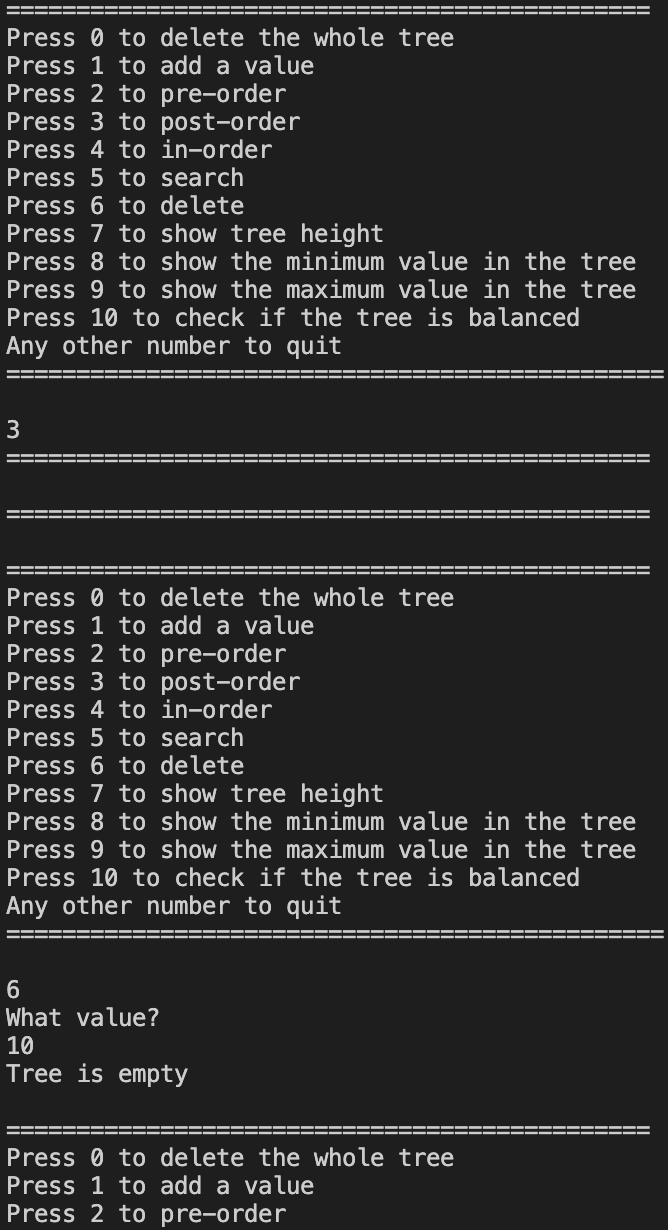 ===============================================
Press 0 to delete the whole tree
Press 1 to add a value
Press 2 to pre-order
Press 3 to post-order
Press 4 to in-order
Press 5 to search
Press 6 to delete
Press 7 to show tree height
Press 8 to show the minimum value in the tree
Press 9 to show the maximum value in the tree
Press 10 to check if the tree is balanced
Any other number to quit
===============================================
3
==============================================
==============================================
==============================================
Press 0 to delete the whole tree
Press 1 to add a value
Press 2 to pre-order
Press 3 to post-order
Press 4 to in-order
Press 5 to search
Press 6 to delete
Press 7 to show tree height
Press 8 to show the minimum value in the tree
Press 9 to show the maximum value in the tree
Press 10 to check if the tree is balanced
Any other number to quit
===============================================
6
What value?
10
Tree is empty
==============================================
Press 0 to delete the whole tree
Press 1 to add a value
Press 2 to pre-order